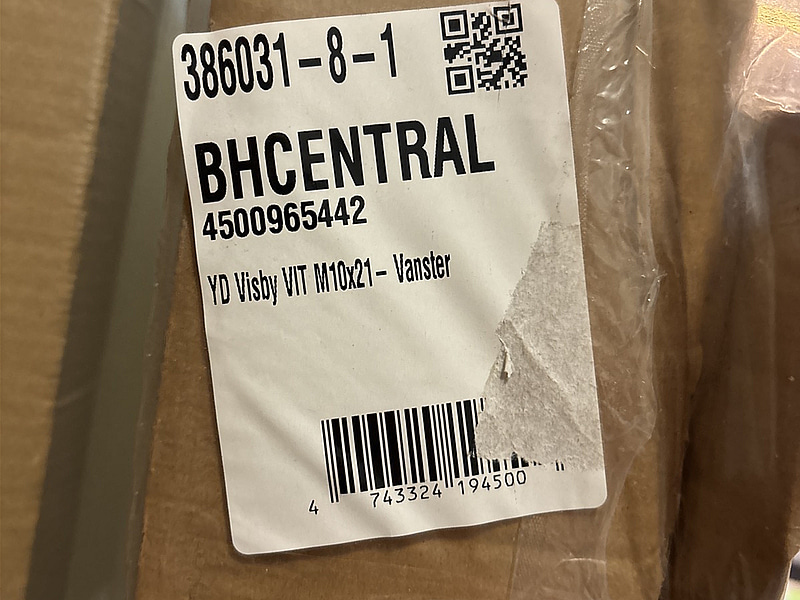 386031-8-1
BHCENTRAL
4500965442
YD Visby VIT M10x21- Vanster
4 743324 194500